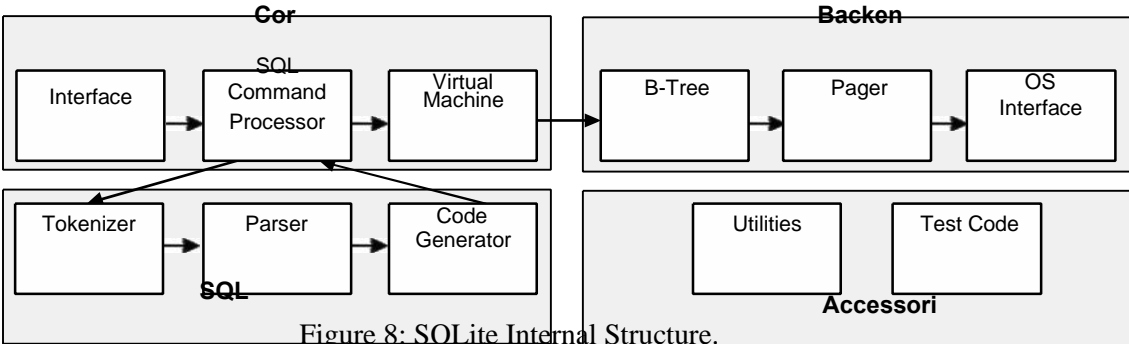 Cor
Interface
SQL
Command
Processor
Virtual
Machine
Backen
B-Tree
Pager
OS
Interface
Tokenizer
Parser
Code
Generator
SQL
Utilities
Test Code
Accessori
Figure 8: SQLite Internal Structure.